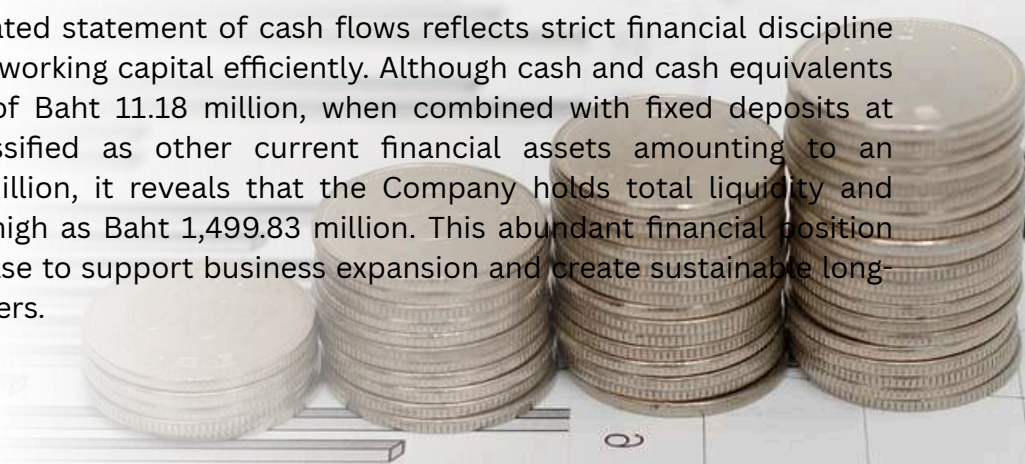 ated statement of cash flows reflects strict financial discipline
working capital efficiently. Although cash and cash equivalents
of Baht 11.18 million, when combined with fixed deposits at
ssified as other current financial assets amounting to an
illion, it reveals that the Company holds total liquidity and
high as Baht 1,499.83 million. This abundant financial position
ase to support business expansion and create sustainable long-
ers.